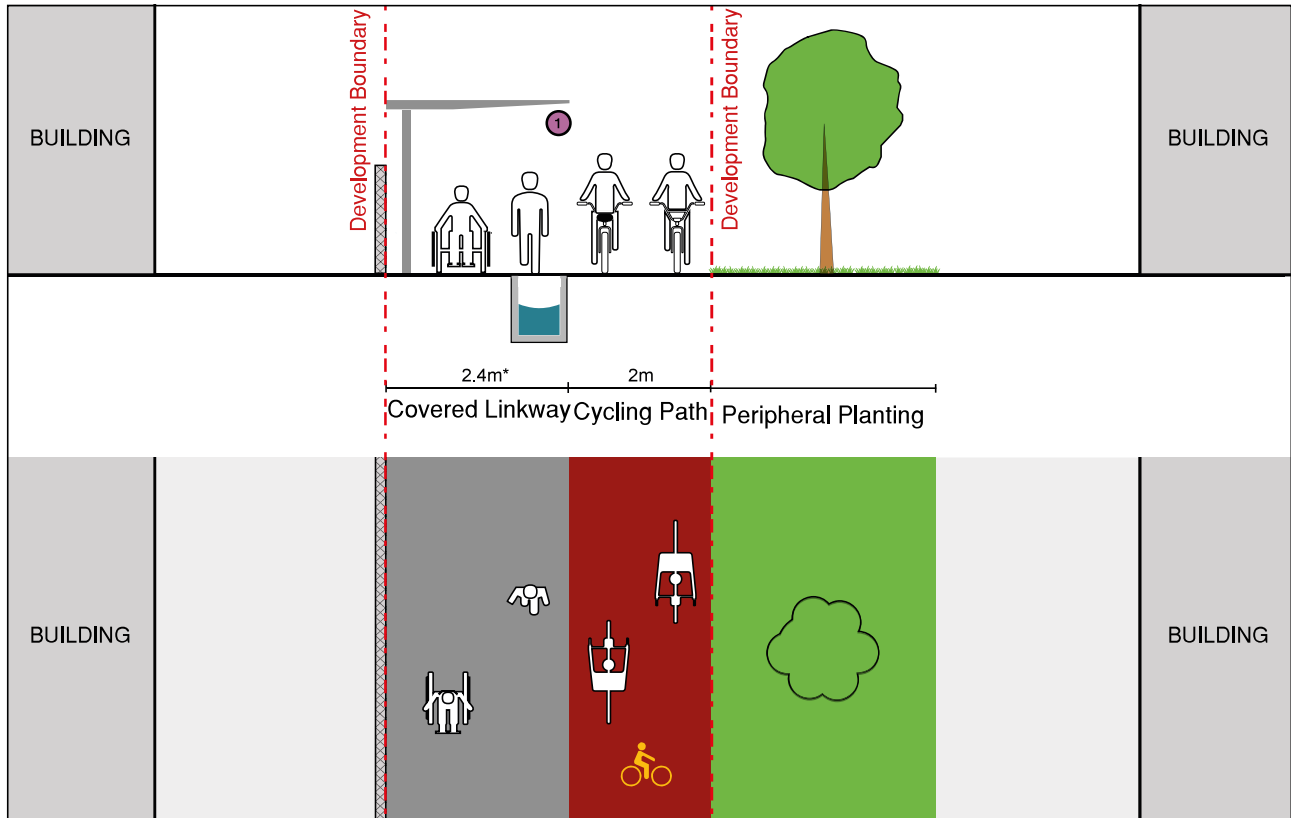 Development Boundary
Development Boundary
BUILDING
1
BUILDING
2.4m*
2m
Covered Linkway
Cycling Path
Peripheral Planting
BUILDING
BUILDING